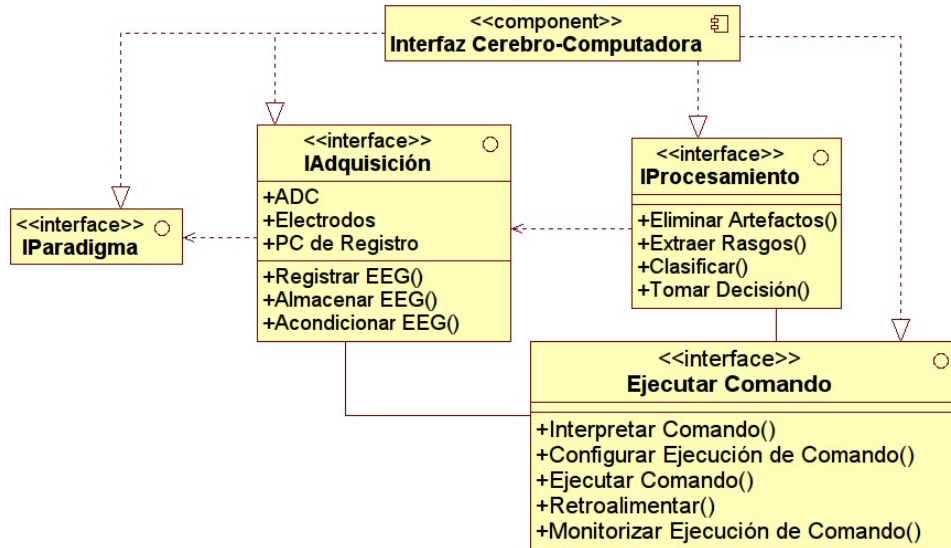 <<component>>
Interfaz Cerebro-Computadora
<<interface>>
IAdquisición
+ADC
+Electrodos
+PC de Registro
+Registrar EEG()
+Almacenar EEG()
+Acondicionar EEG()
<<interface>>
IProcesamiento
+Eliminar Artefactos()
+Extraer Rasgos()
+Clasificar()
+Tomar Decisión()
<<interface>>
IParadigma
<<interface>>
Ejecutar Comando
+Interpretar Comando()
+Configurar Ejecución de Comando()
+Ejecutar Comando()
+Retroalimentar()
+Monitorizar Ejecución de Comando()